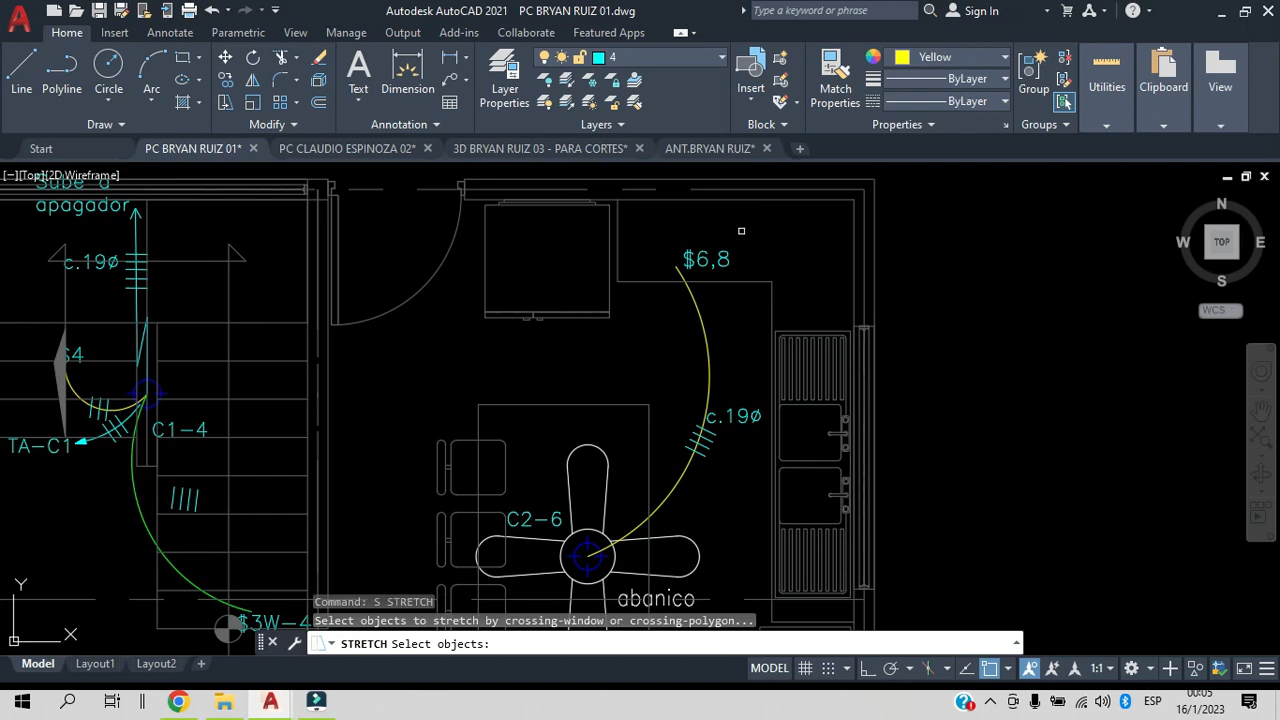 Autodesk AutoCAD 2021 PC BRYAN RUIZ 01.dwg
Type a keyword or phrase
Sign In
Home Insert Annotate Parametric View Manage Output Add-ins Collaborate Featured Apps
Line Polyline Circle Arc
Text Dimension
Layer Properties
4
Insert
Match Properties
Yellow
ByLayer
ByLayer
Group
Utilities Clipboard View
Draw Modify Annotation Layers Block Properties Groups
Start PC BRYAN RUIZ 01* PC CLAUDIO ESPINOZA 02* 3D BRYAN RUIZ 03 - PARA CORTES* ANT.BRYAN RUIZ*
[−][Top][2D Wireframe]
Sube a
apagador
c.19ø
$6,8
N
W TOP E
S
WCS
TA-C1
C1-4
c.19ø
C2-6
abanico
$3W-4
Y
X
Command: S STRETCH
Select objects to stretch by crossing-window or crossing-polygon...
STRETCH Select objects:
Model Layout1 Layout2
MODEL
1:1
ESP
00:05
16/1/2023